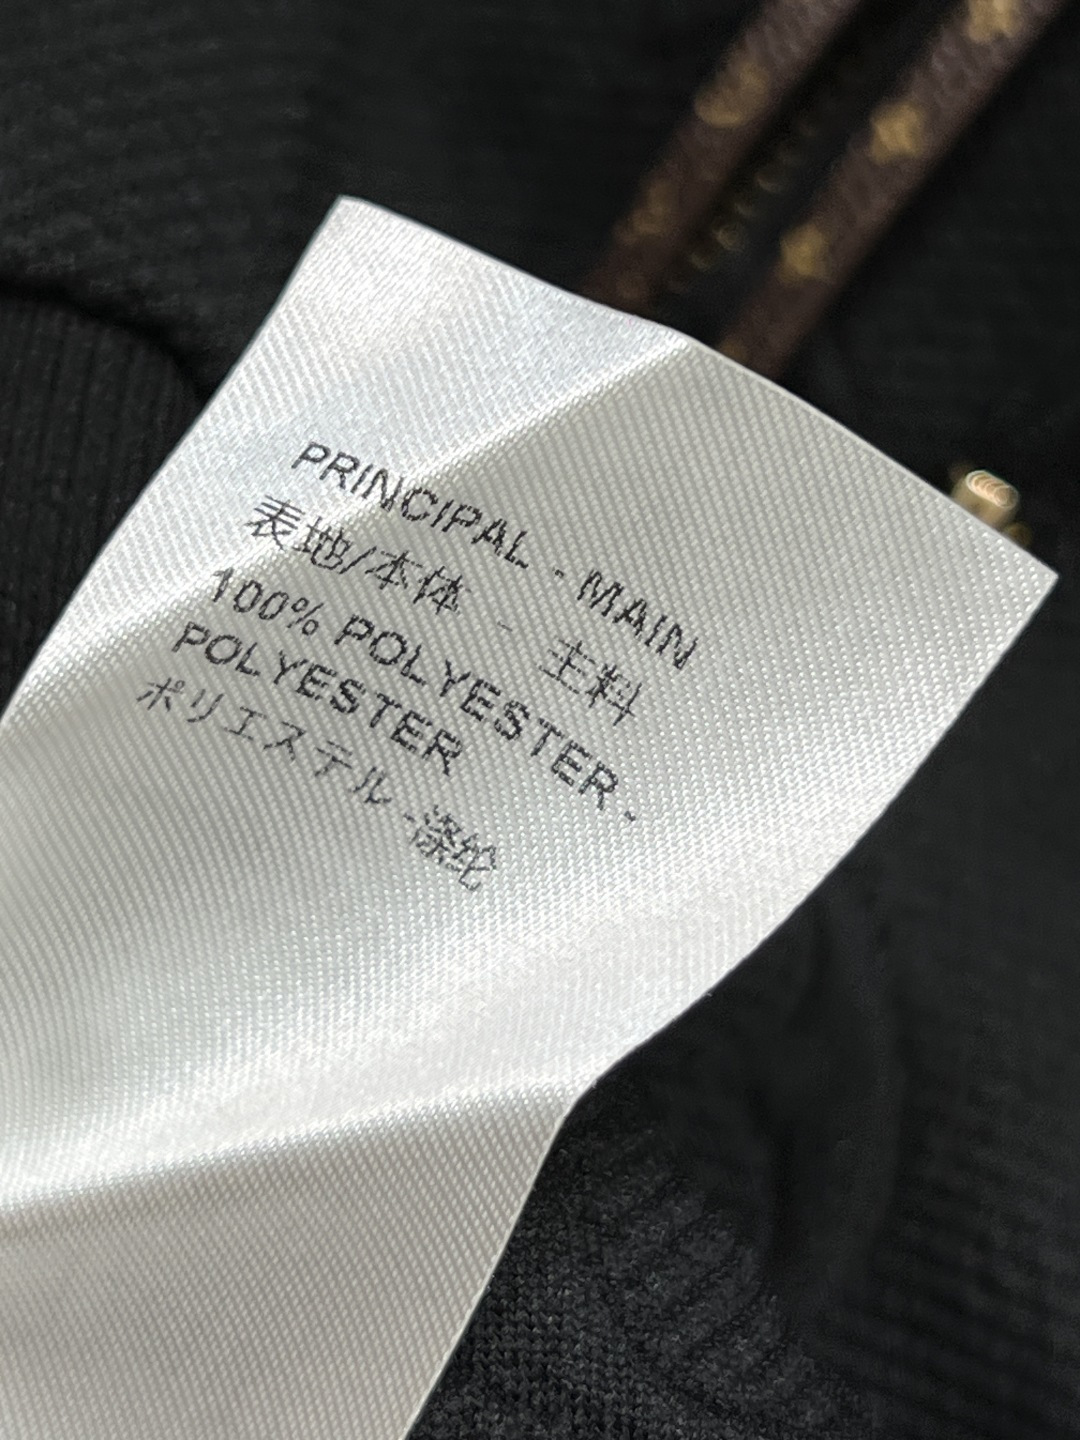 PRINCIPAL - MAIN
表地/本体 - 主料
100% POLYESTER -
POLYESTER
ポリエステル -涤纶